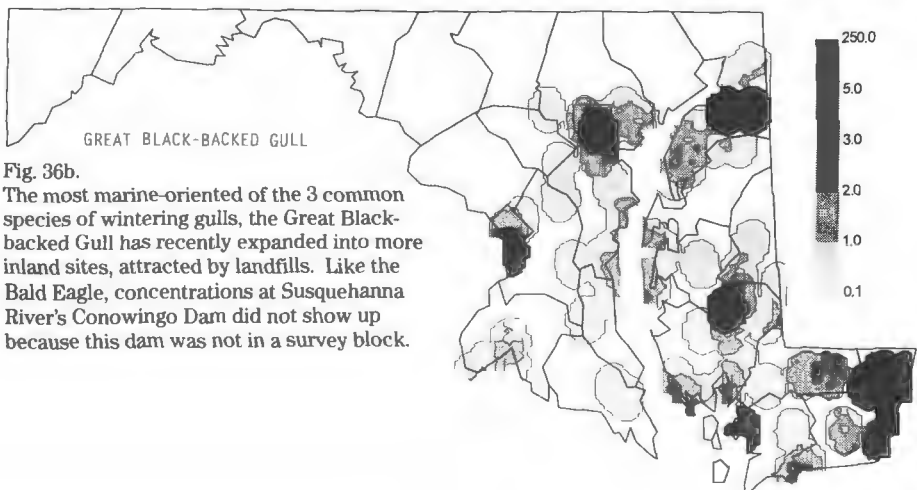 GREAT BLACK-BACKED GULL
Fig. 36b.
The most marine-oriented of the 3 common
species of wintering gulls, the Great Black-
backed Gull has recently expanded into more
inland sites, attracted by landfills. Like the
Bald Eagle, concentrations at Susquehanna
River's Conowingo Dam did not show up
because this dam was not in a survey block.
250.0
5.0
3.0
2.0
1.0
0.1